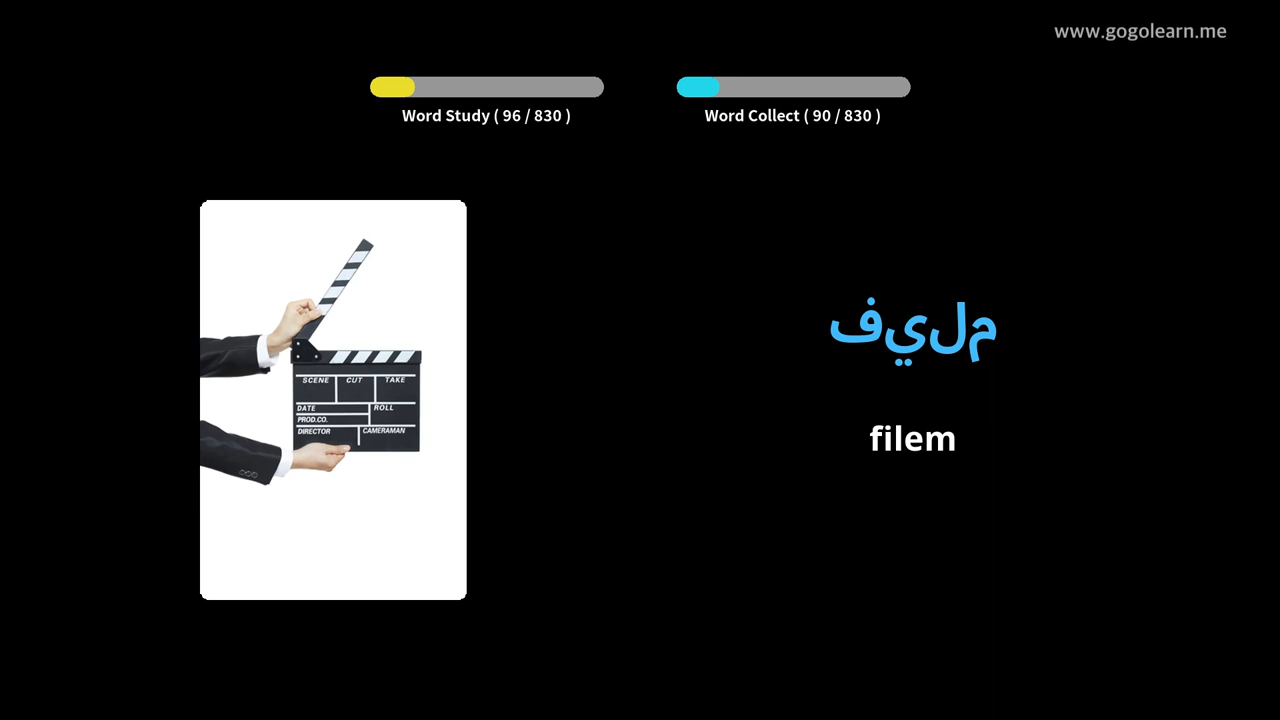 www.gogolearn.me
Word Study ( 96 / 830 )
Word Collect ( 90 / 830 )
SCENE CUT TAKE
DATE ROLL
PROD.CO.
DIRECTOR CAMERAMAN
مليف
filem